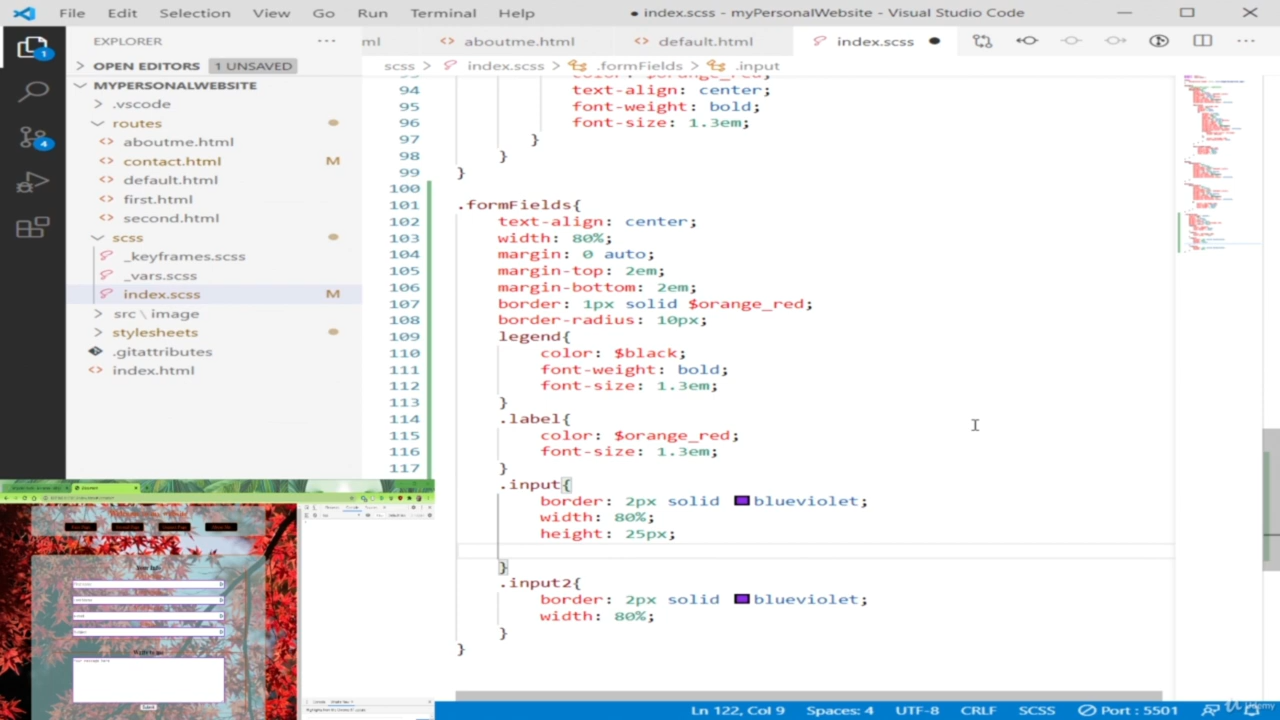 File Edit Selection View Go Run Terminal Help ● index.scss - myPersonalWebsite - Visual Studio Code
EXPLORER ···
ml <> aboutme.html <> default.html index.scss ● ···
> OPEN EDITORS 1 UNSAVED
scss > index.scss > .formFields > .input
MYPERSONALWEBSITE
> .vscode
routes
<> aboutme.html
<> contact.html M
<> default.html
<> first.html
<> second.html
scss
_keyframes.scss
_vars.scss
index.scss M
> src \ image
> stylesheets
.gitattributes
<> index.html
1
4
93 color: $orange_red;
94 text-align: center;
95 font-weight: bold;
96 font-size: 1.3em;
97 }
98 }
99 }
100
101 .formFields{
102 text-align: center;
103 width: 80%;
104 margin: 0 auto;
105 margin-top: 2em;
106 margin-bottom: 2em;
107 border: 1px solid $orange_red;
108 border-radius: 10px;
109 legend{
110 color: $black;
111 font-weight: bold;
112 font-size: 1.3em;
113 }
114 .label{
115 color: $orange_red;
116 font-size: 1.3em;
117 }
.input{
border: 2px solid blueviolet;
width: 80%;
height: 25px;
}
.input2{
border: 2px solid blueviolet;
width: 80%;
}
}
Ln 122, Col 9 Spaces: 4 UTF-8 CRLF SCSS Port : 5501
Udemy